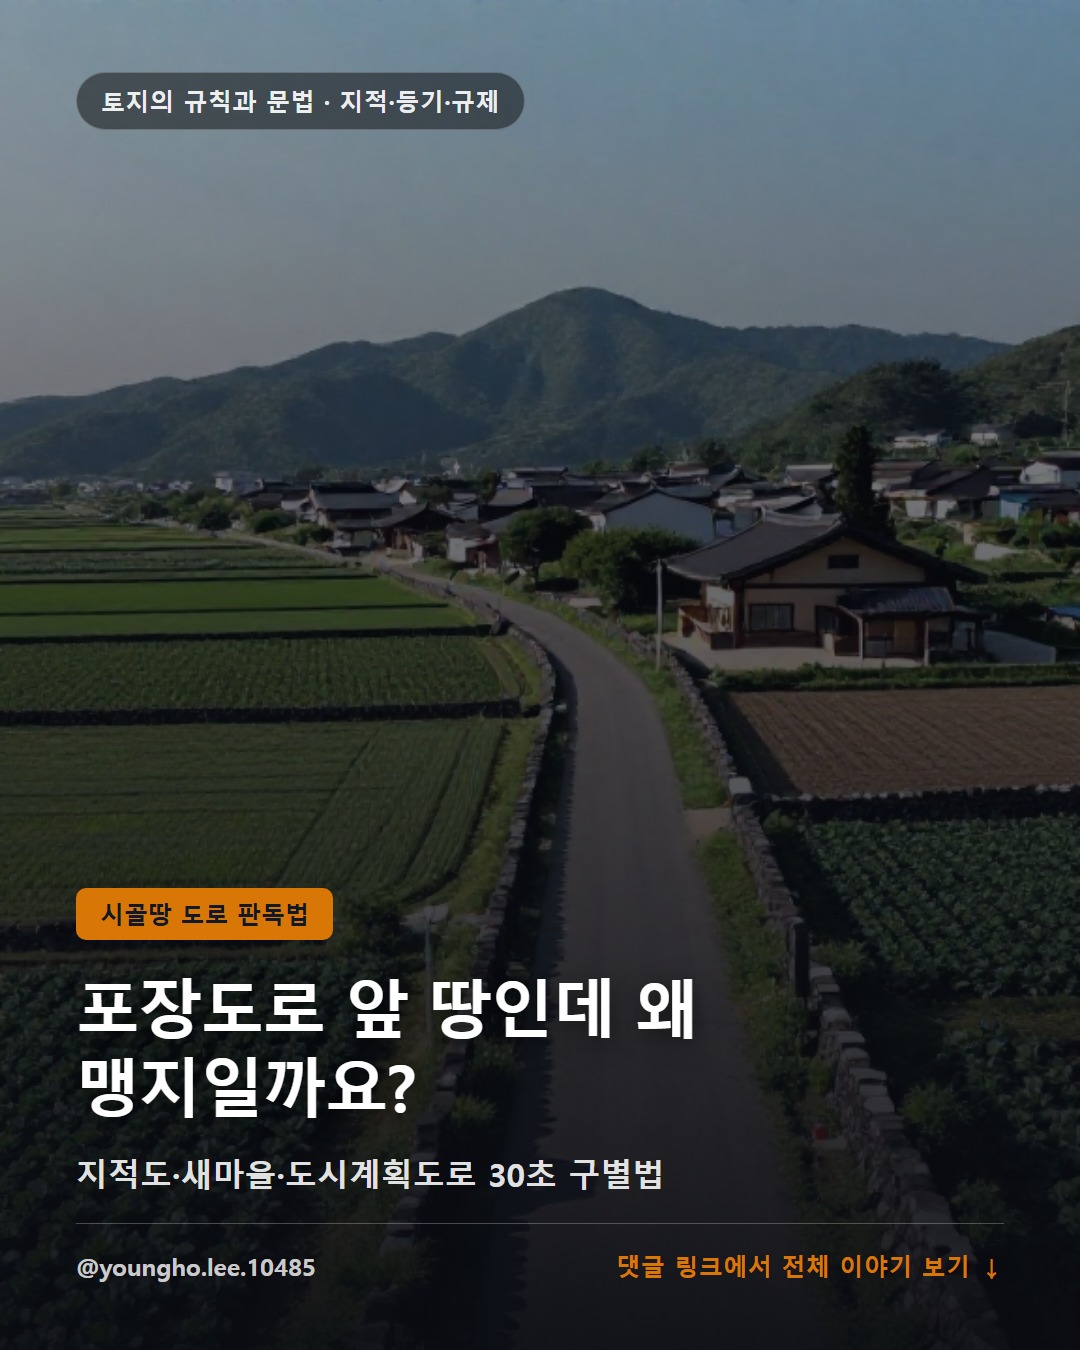 토지의 규칙과 문법 · 지적·등기·규제
시골땅 도로 판독법
포장도로 앞 땅인데 왜
맹지일까요?
지적도·새마을·도시계획도로 30초 구별법
@youngho.lee.10485
댓글 링크에서 전체 이야기 보기 ↓